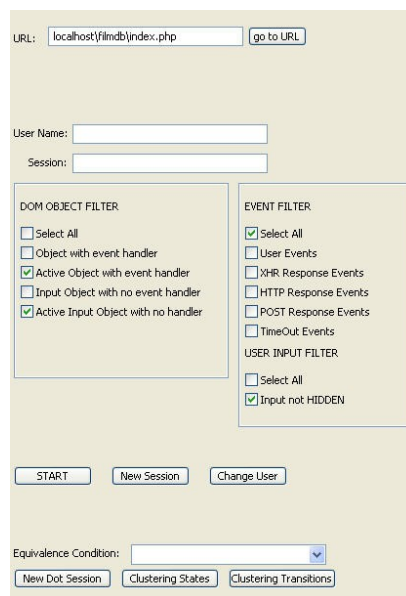 URL: localhost\filmdb\index.php go to URL
User Name:
Session:
DOM OBJECT FILTER
Select All
Object with event handler
Active Object with event handler
Input Object with no event handler
Active Input Object with no handler
EVENT FILTER
Select All
User Events
XHR Response Events
HTTP Response Events
POST Response Events
TimeOut Events
USER INPUT FILTER
Select All
Input not HIDDEN
START New Session Change User
Equivalence Condition:
New Dot Session Clustering States Clustering Transitions